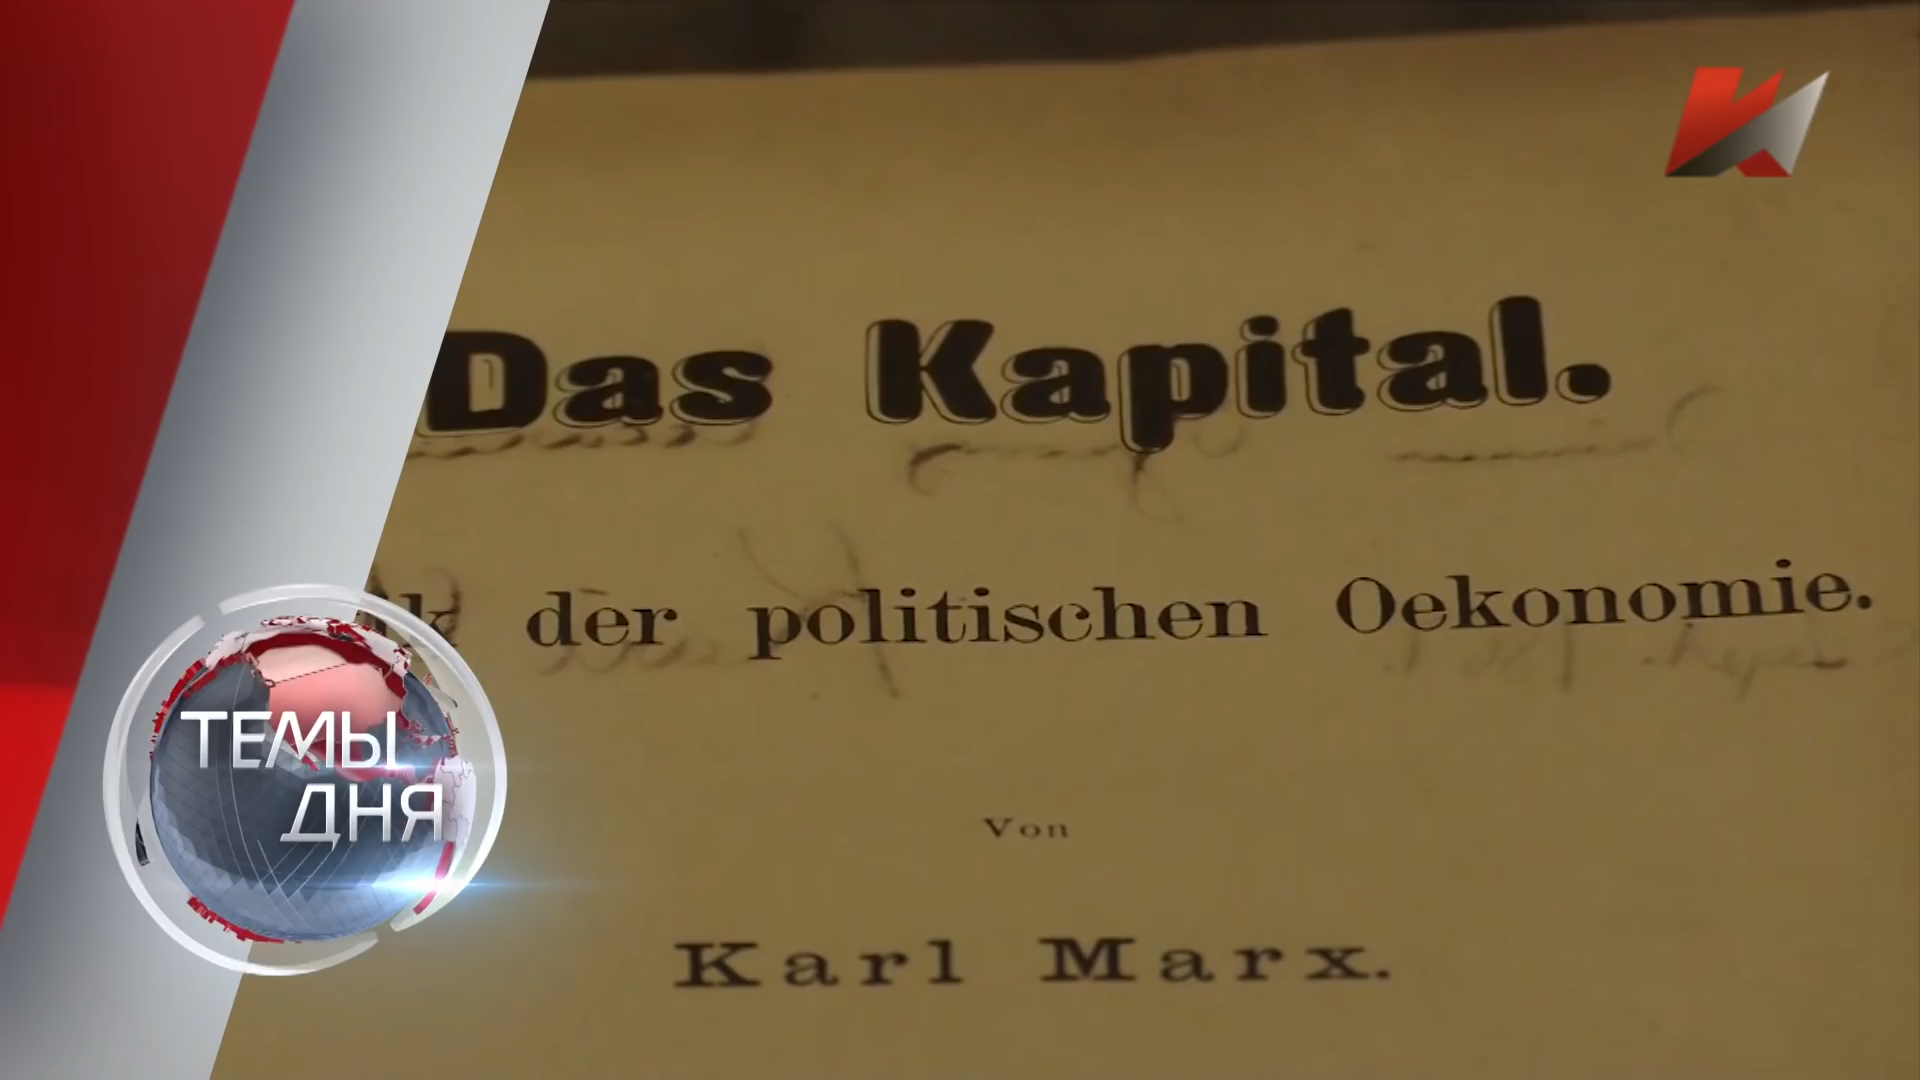 Das Kapital.
der politischen Oekonomie.
Von
Karl Marx.
ТЕМЫ
ДНЯ